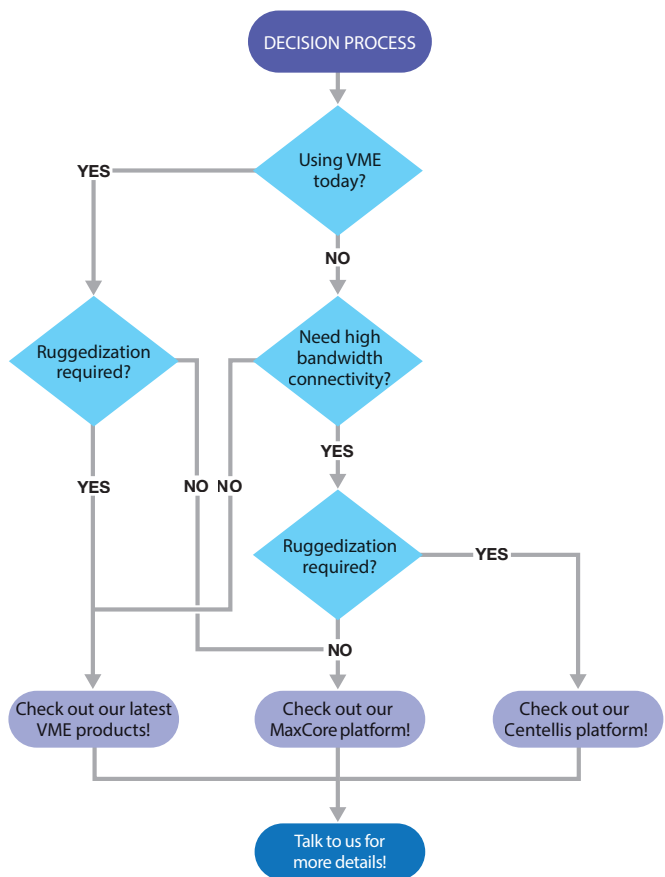 DECISION PROCESS
Using VME
today?
YES
NO
Ruggedization
required?
Need high
bandwidth
connectivity?
YES
YES
NO
NO
Ruggedization
required?
YES
NO
Check out our latest
VME products!
Check out our
MaxCore platform!
Check out our
Centellis platform!
Talk to us for
more details!